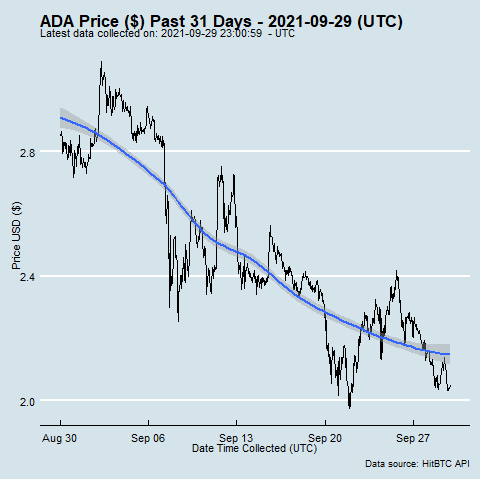 ADA Price ($) Past 31 Days - 2021-09-29 (UTC)
Latest data collected on: 2021-09-29 23:00:59 - UTC
2.8
2.4
2.0
Price USD ($)
Aug 30
Sep 06
Sep 13
Sep 20
Sep 27
Date Time Collected (UTC)
Data source: HitBTC API